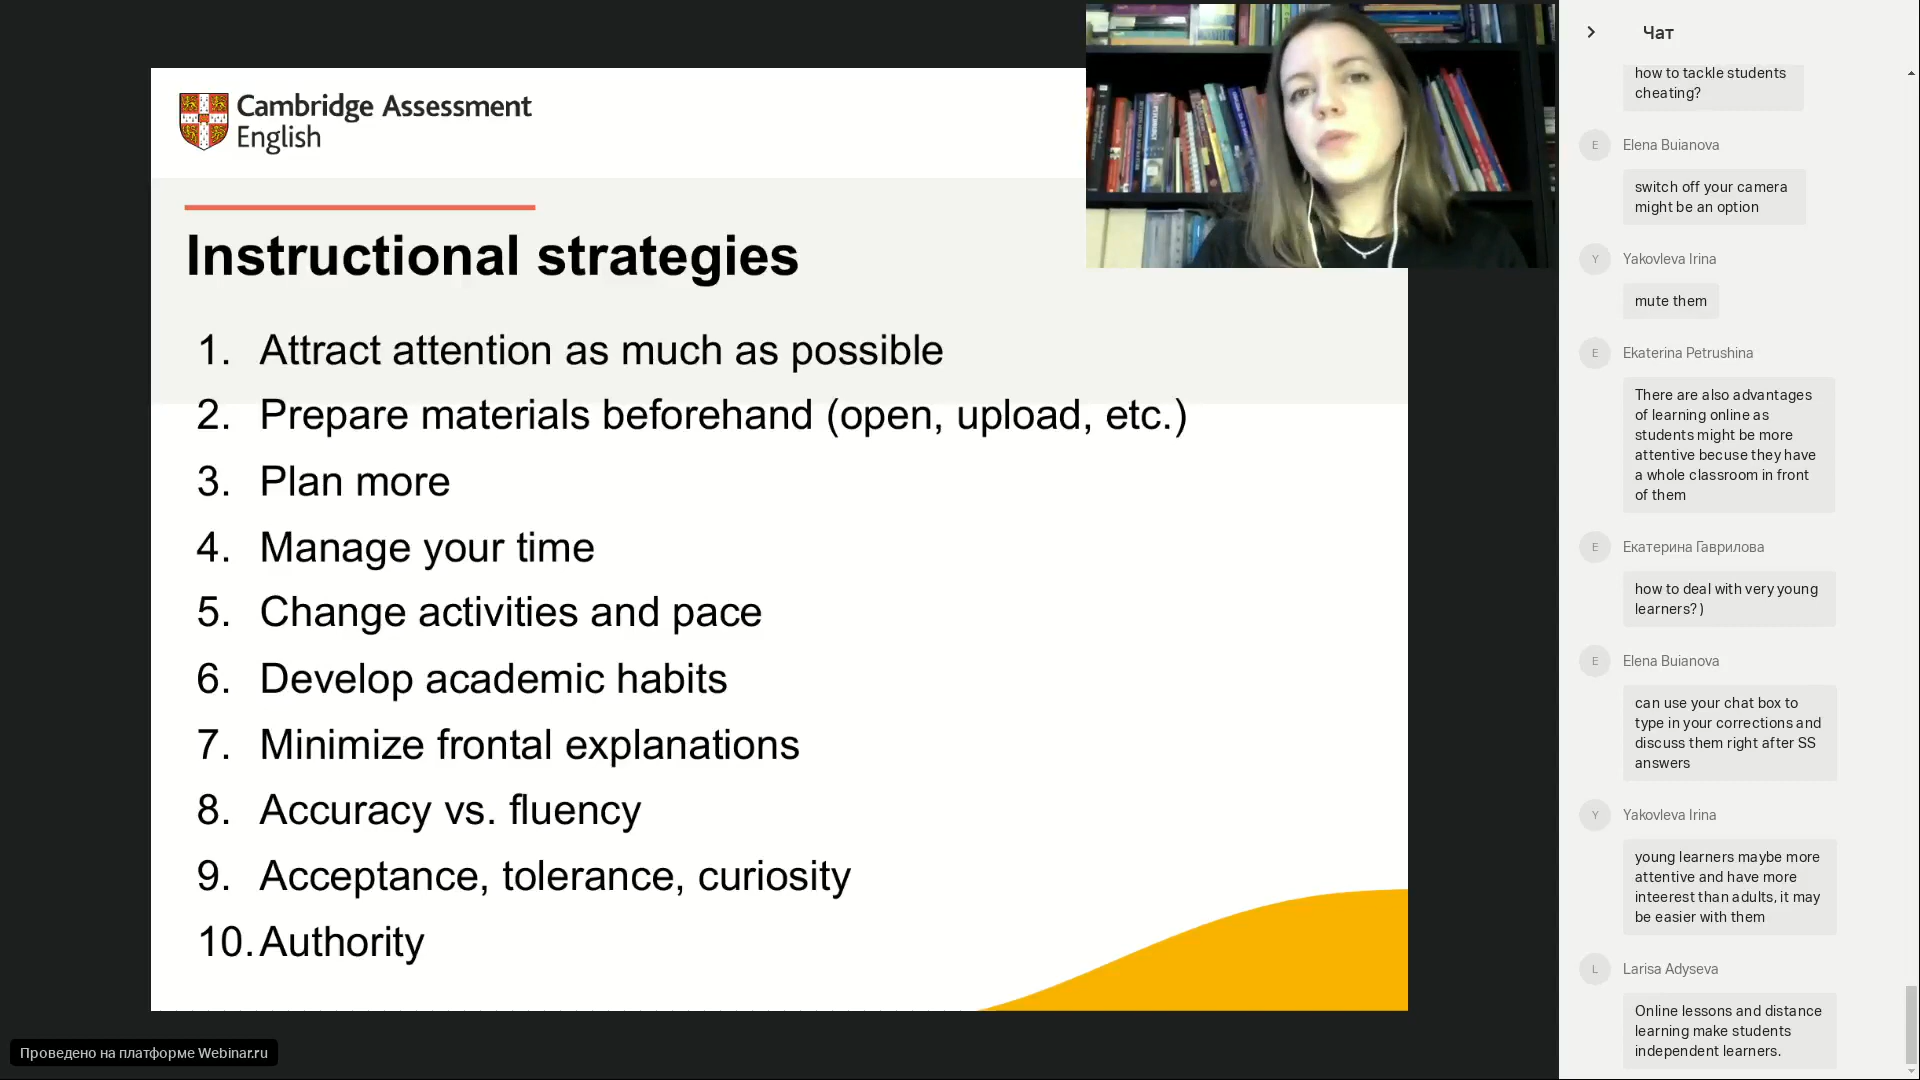 Cambridge Assessment
English
Instructional strategies
1. Attract attention as much as possible
2. Prepare materials beforehand (open, upload, etc.)
3. Plan more
4. Manage your time
5. Change activities and pace
6. Develop academic habits
7. Minimize frontal explanations
8. Accuracy vs. fluency
9. Acceptance, tolerance, curiosity
10. Authority
Проведено на платформе Webinar.ru
Чат
how to tackle students
cheating?
E
Elena Buianova
switch off your camera
might be an option
Y
Yakovleva Irina
mute them
E
Ekaterina Petrushina
There are also advantages
of learning online as
students might be more
attentive becuse they have
a whole classroom in front
of them
Е
Екатерина Гаврилова
how to deal with very young
learners? )
E
Elena Buianova
can use your chat box to
type in your corrections and
discuss them right after SS
answers
Y
Yakovleva Irina
young learners maybe more
attentive and have more
inteerest than adults, it may
be easier with them
L
Larisa Adyseva
Online lessons and distance
learning make students
independent learners.